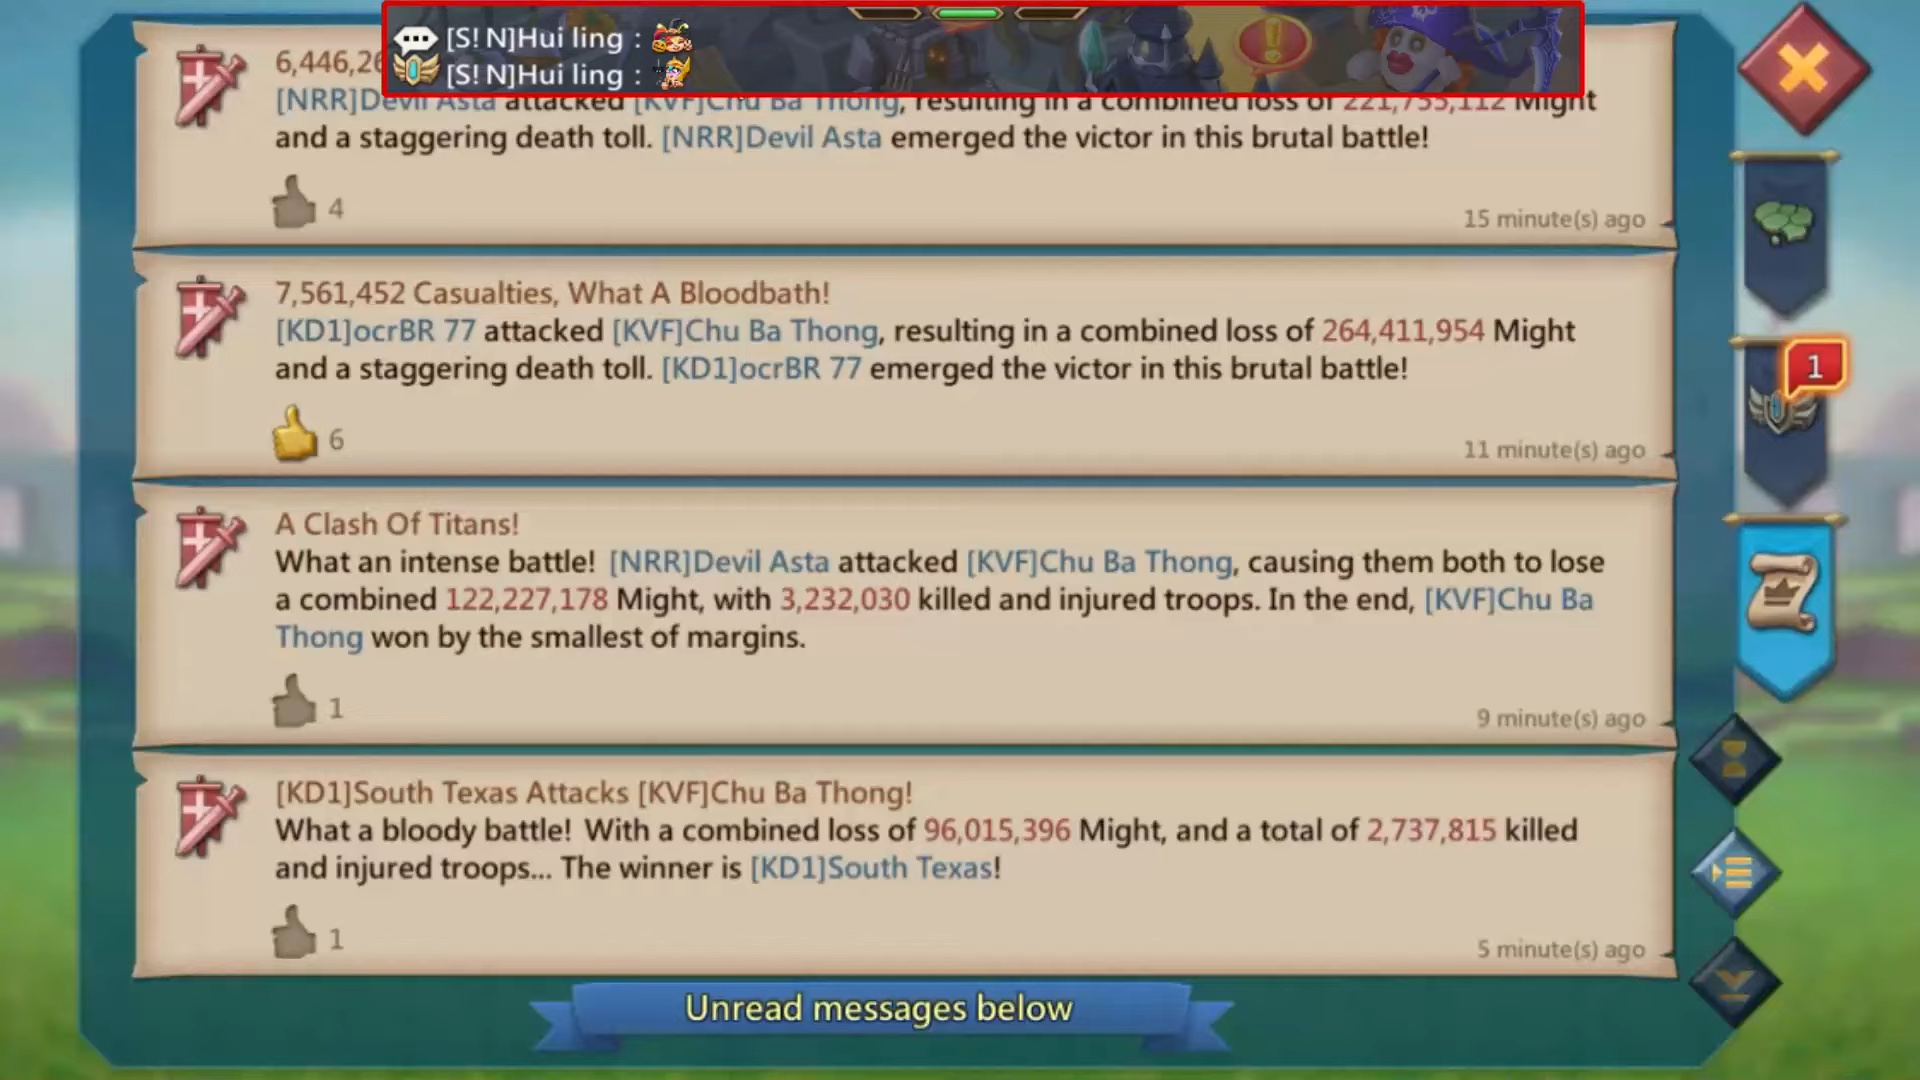 [S! N]Hui ling :
[S! N]Hui ling :
6,446,26
[NRR]Devil Asta attacked [KVF]Chu Ba Thong, resulting in a combined loss of 221,755,112 Might
and a staggering death toll. [NRR]Devil Asta emerged the victor in this brutal battle!
4
15 minute(s) ago
7,561,452 Casualties, What A Bloodbath!
[KD1]ocrBR 77 attacked [KVF]Chu Ba Thong, resulting in a combined loss of 264,411,954 Might
and a staggering death toll. [KD1]ocrBR 77 emerged the victor in this brutal battle!
6
11 minute(s) ago
1
A Clash Of Titans!
What an intense battle! [NRR]Devil Asta attacked [KVF]Chu Ba Thong, causing them both to lose
a combined 122,227,178 Might, with 3,232,030 killed and injured troops. In the end, [KVF]Chu Ba
Thong won by the smallest of margins.
1
9 minute(s) ago
[KD1]South Texas Attacks [KVF]Chu Ba Thong!
What a bloody battle! With a combined loss of 96,015,396 Might, and a total of 2,737,815 killed
and injured troops... The winner is [KD1]South Texas!
1
5 minute(s) ago
Unread messages below